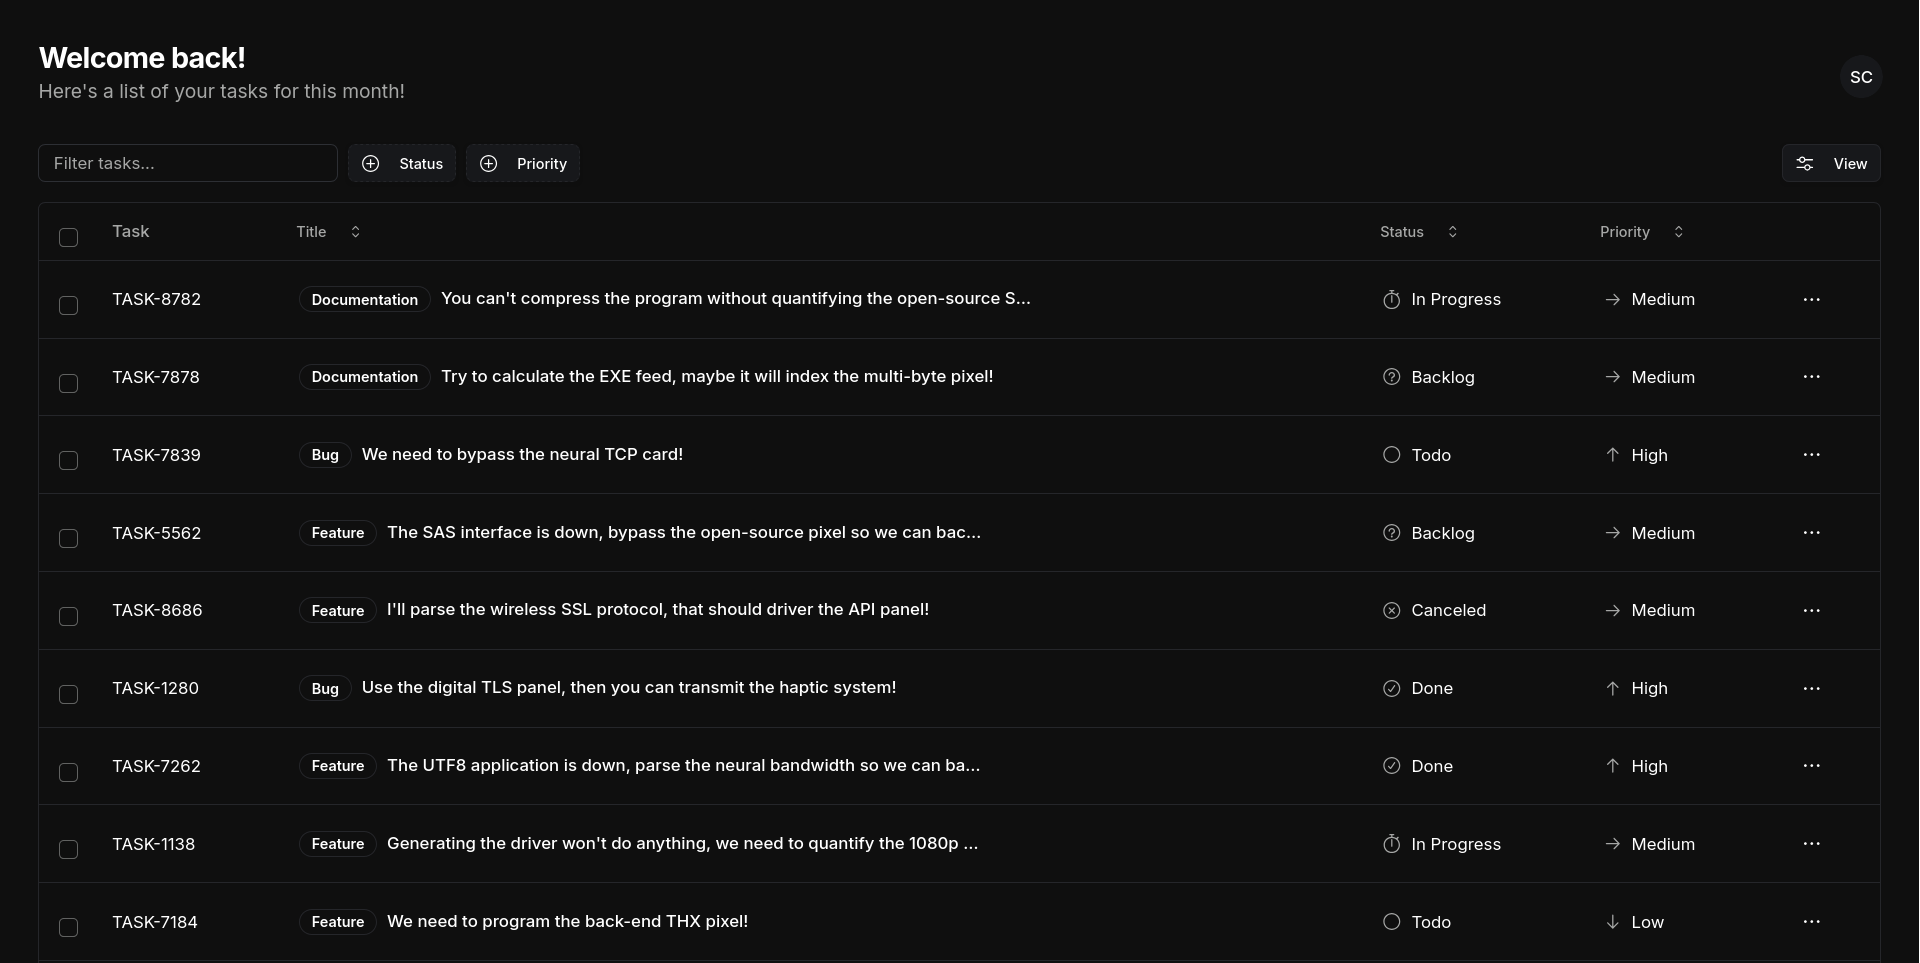 Welcome back!
Here's a list of your tasks for this month!
SC
Filter tasks...
Status
Priority
View
Task Title Status Priority
TASK-8782 Documentation You can't compress the program without quantifying the open-source S... In Progress Medium
TASK-7878 Documentation Try to calculate the EXE feed, maybe it will index the multi-byte pixel! Backlog Medium
TASK-7839 Bug We need to bypass the neural TCP card! Todo High
TASK-5562 Feature The SAS interface is down, bypass the open-source pixel so we can bac... Backlog Medium
TASK-8686 Feature I'll parse the wireless SSL protocol, that should driver the API panel! Canceled Medium
TASK-1280 Bug Use the digital TLS panel, then you can transmit the haptic system! Done High
TASK-7262 Feature The UTF8 application is down, parse the neural bandwidth so we can ba... Done High
TASK-1138 Feature Generating the driver won't do anything, we need to quantify the 1080p ... In Progress Medium
TASK-7184 Feature We need to program the back-end THX pixel! Todo Low